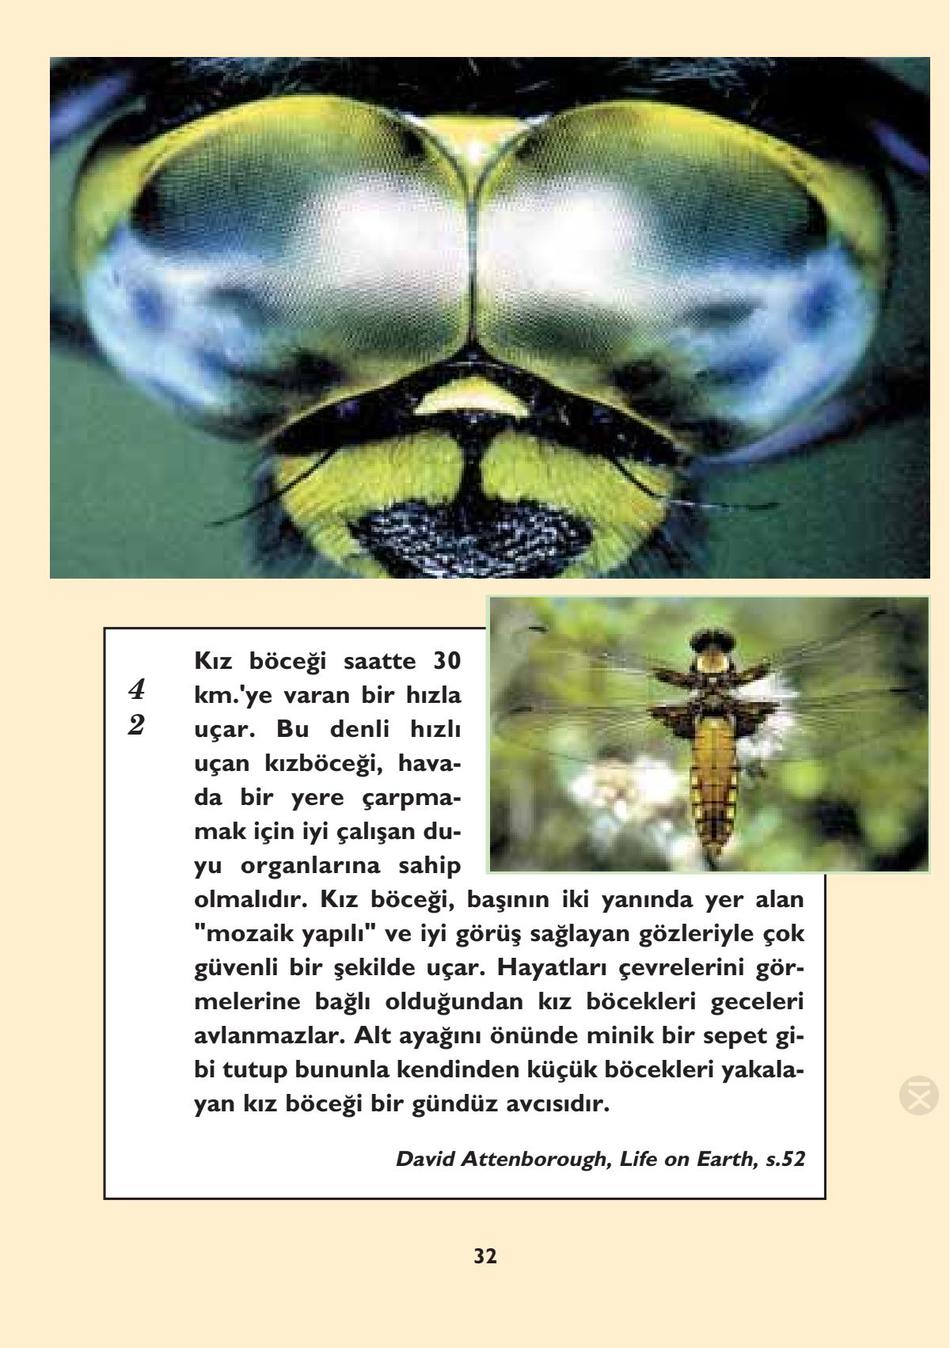 4
2
Kız böceği saatte 30
km.'ye varan bir hızla
uçar. Bu denli hızlı
uçan kızböceği, hava-
da bir yere çarpma-
mak için iyi çalışan du-
yu organlarına sahip
olmalıdır. Kız böceği, başının iki yanında yer alan
"mozaik yapılı" ve iyi görüş sağlayan gözleriyle çok
güvenli bir şekilde uçar. Hayatları çevrelerini gör-
melerine bağlı olduğundan kız böcekleri geceleri
avlanmazlar. Alt ayağını önünde minik bir sepet gi-
bi tutup bununla kendinden küçük böcekleri yakala-
yan kız böceği bir gündüz avcısıdır.
David Attenborough, Life on Earth, s.52
32